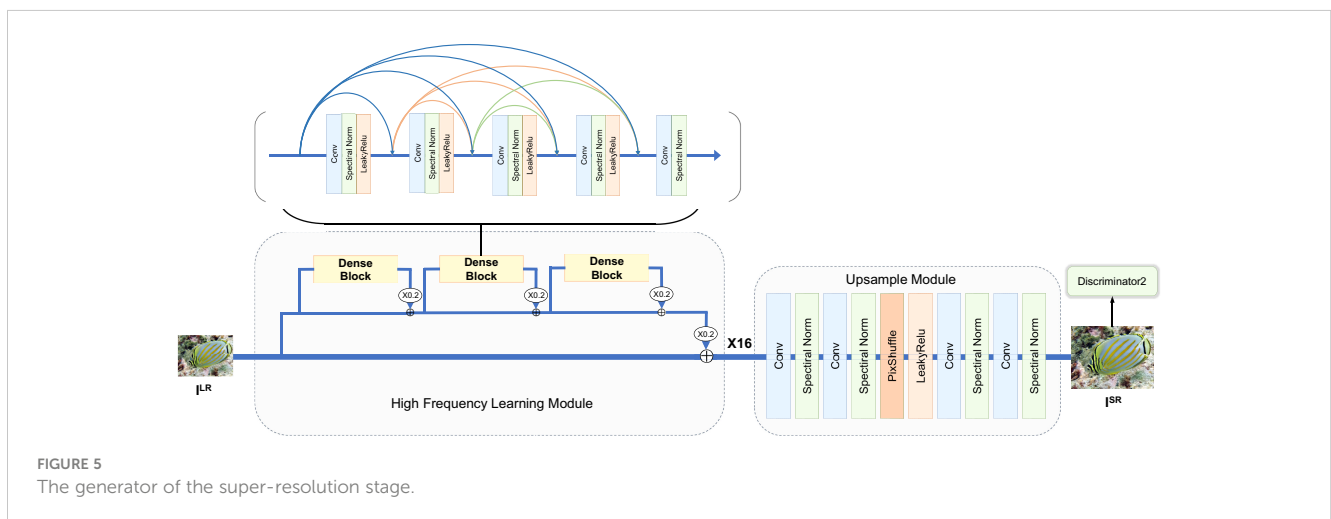 Conv
Spectral Norm
LeakyRelu
Conv
Spectral Norm
LeakyRelu
Conv
Spectral Norm
LeakyRelu
Conv
Spectral Norm
LeakyRelu
Conv
Spectral Norm
Dense
Block
Dense
Block
Dense
Block
X0.2
X0.2
X0.2
X0.2
I^LR
High Frequency Learning Module
X16
Upsample Module
Conv
Spectral Norm
Conv
Spectral Norm
PixShuffle
LeakyRelu
Conv
Spectral Norm
Conv
Spectral Norm
Discriminator2
I^SR
FIGURE 5
The generator of the super-resolution stage.